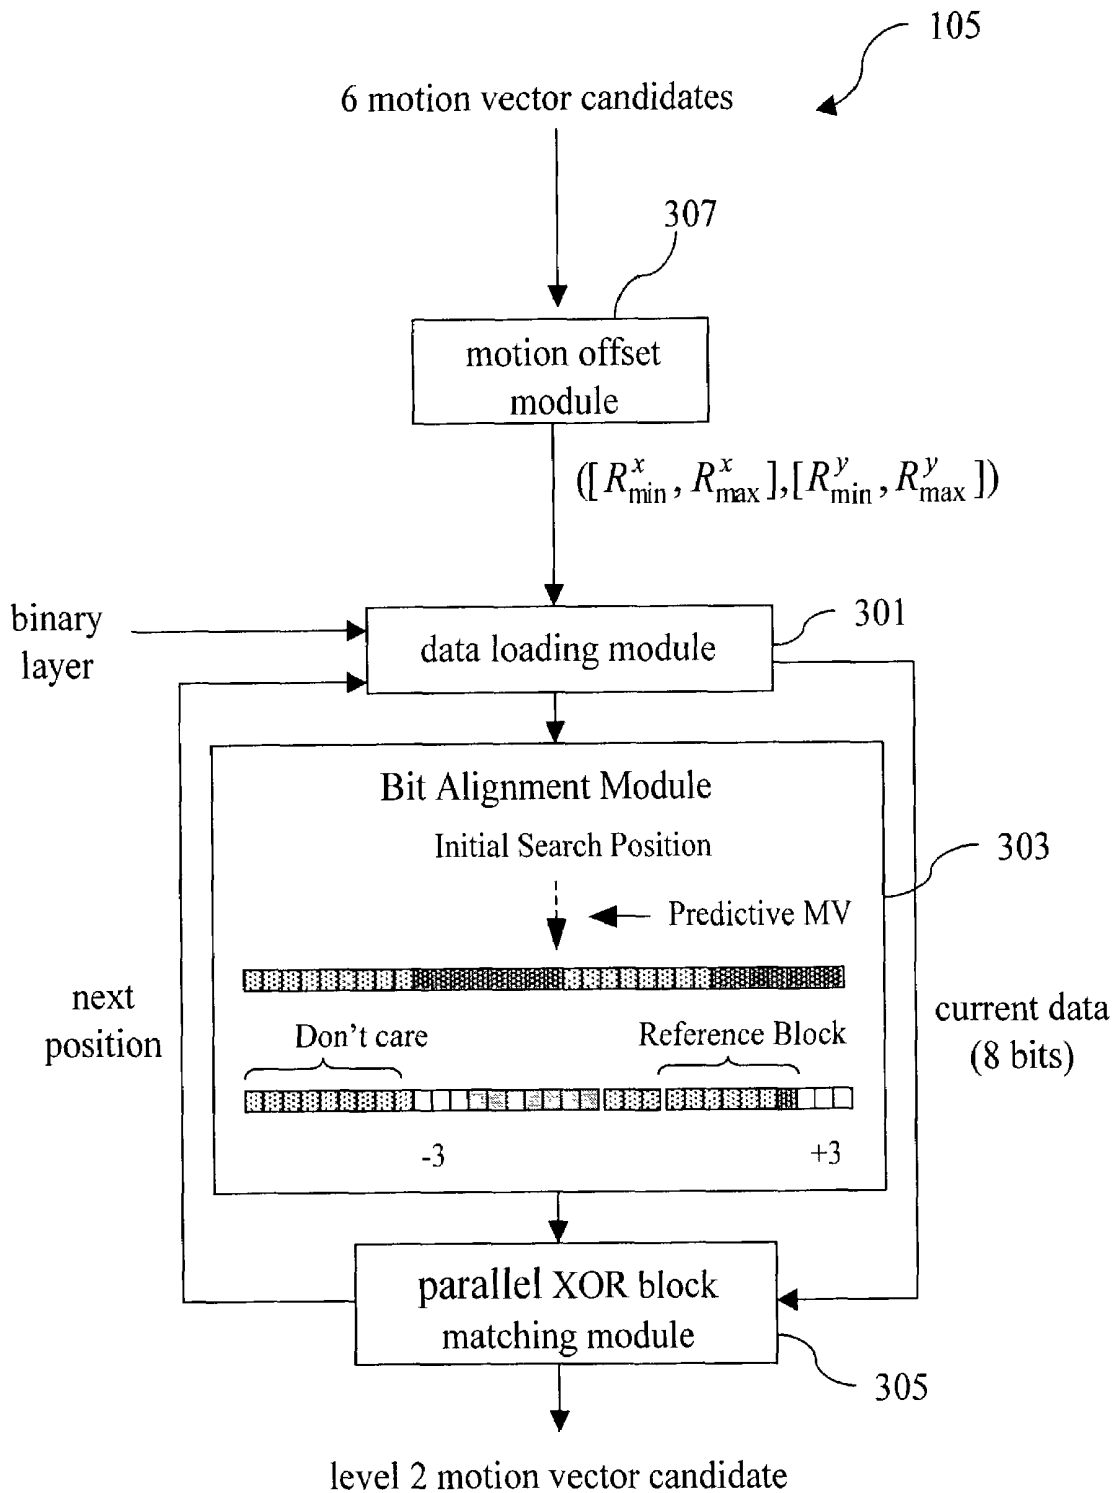 105
6 motion vector candidates
307
motion offset
module
([R^x_min, R^x_max],[R^y_min, R^y_max])
binary
layer
301
data loading module
Bit Alignment Module
Initial Search Position
303
Predictive MV
next
position
Don't care
Reference Block
current data
(8 bits)
-3
+3
parallel XOR block
matching module
305
level 2 motion vector candidate